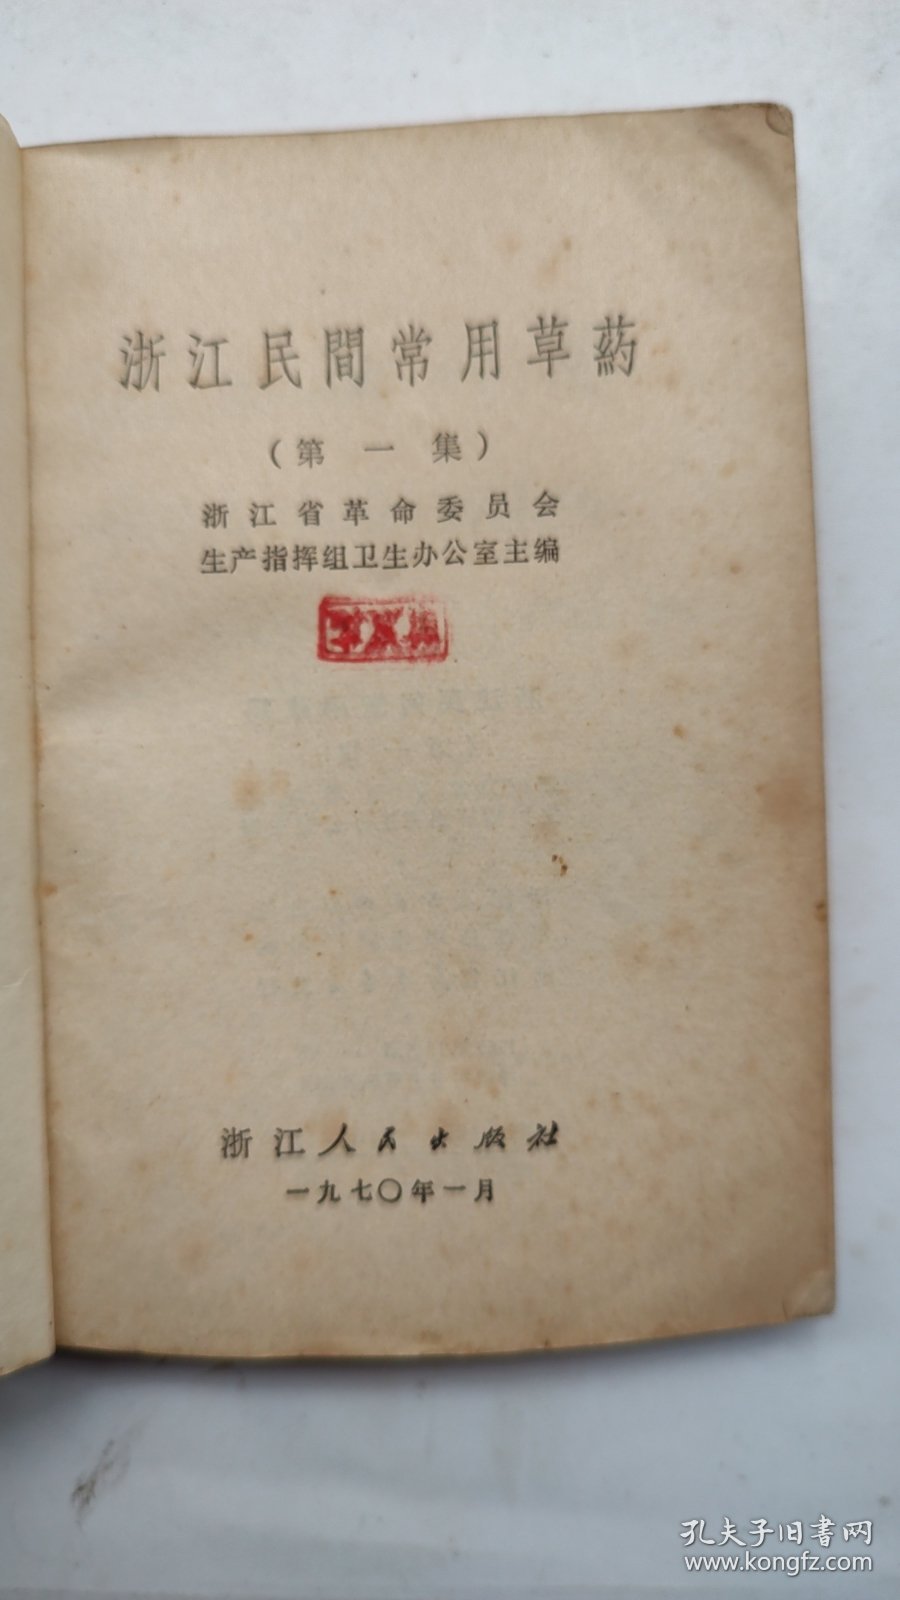 浙江民間常用草葯
（第一集）
浙江省革命委员会
生产指挥组卫生办公室主编
浙江人民出版社
一九七〇年一月
孔夫子旧書网
www.kongfz.com